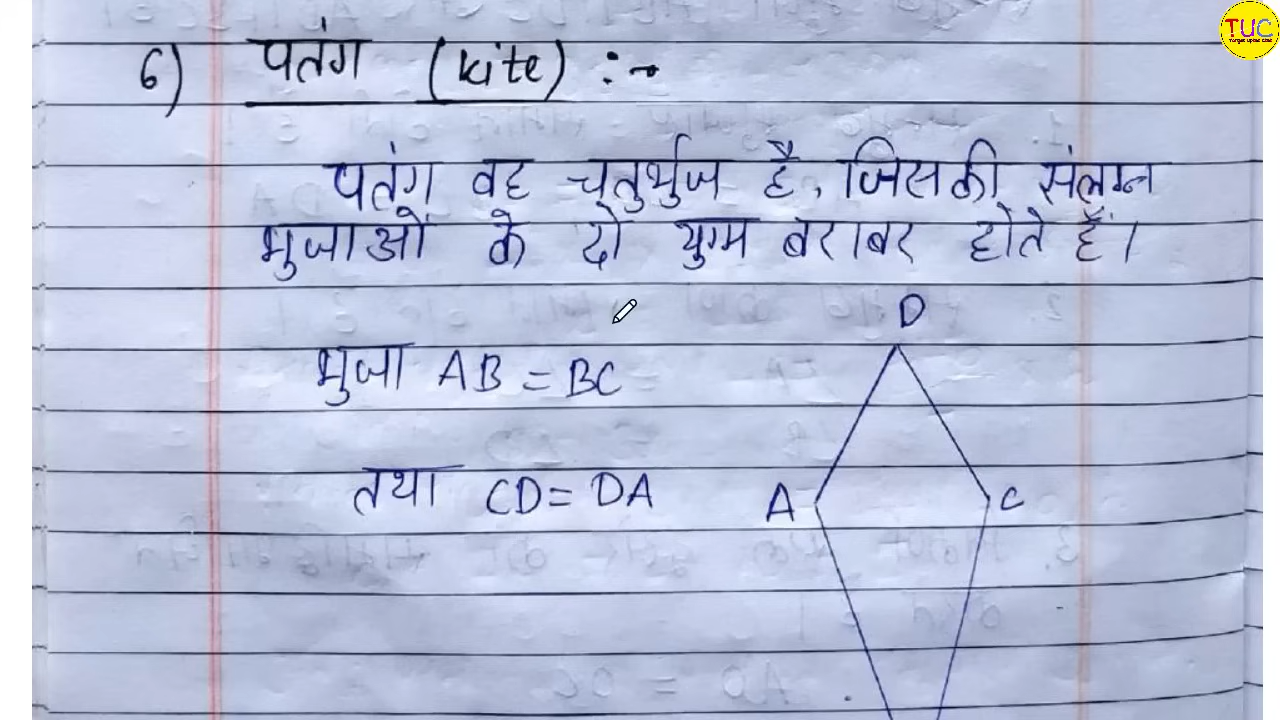 TUC
6) पतंग (kite) :-
पतंग वह चतुर्भुज है, जिसकी संलग्न
भुजाओं के दो युग्म बराबर होते हैं।
D
भुजा AB = BC
तथा CD = DA
A
C